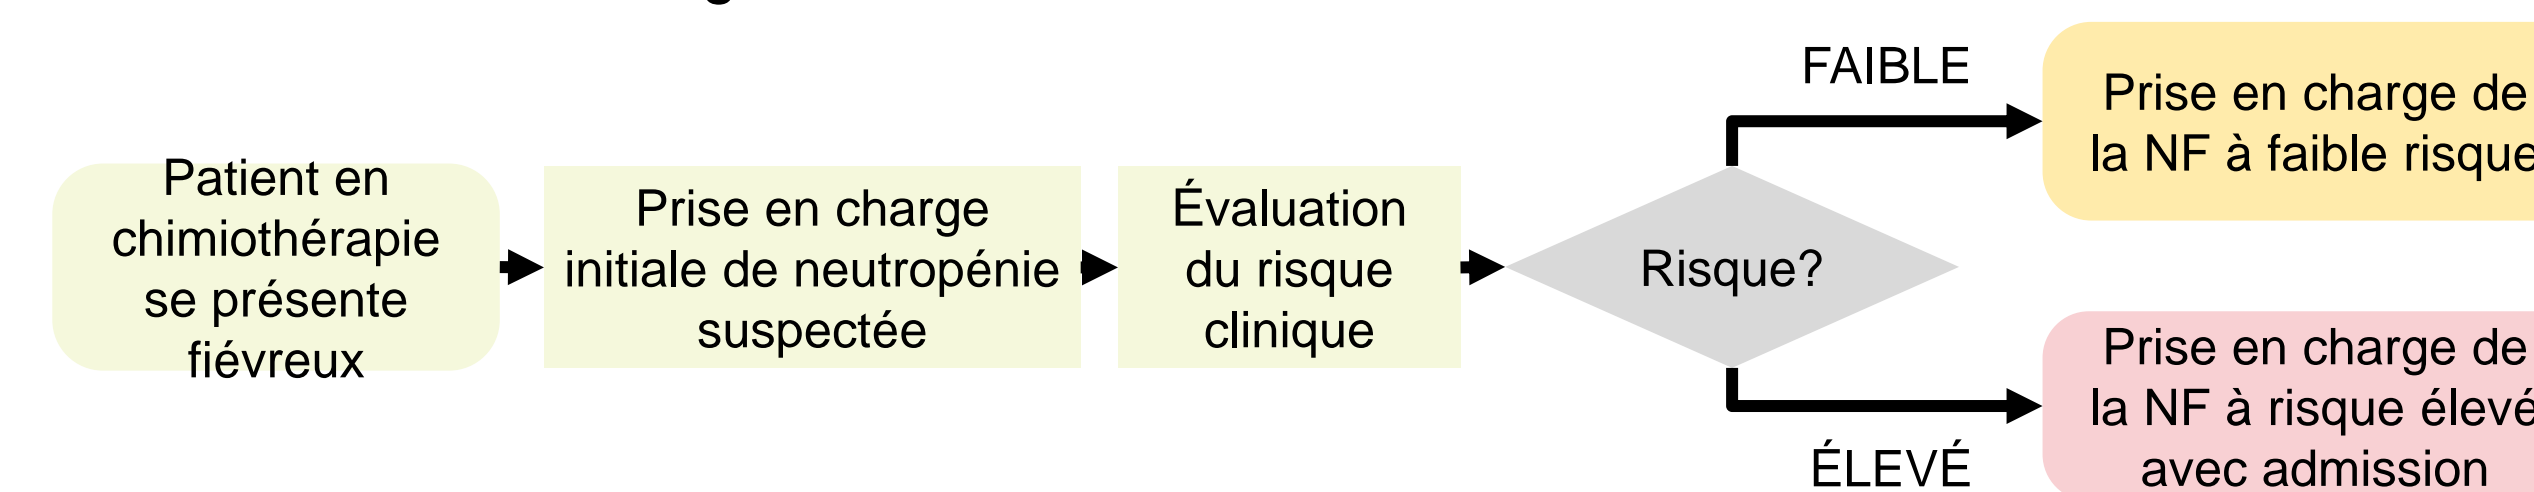 Patient en
chimiothérapie
se présente
fiévreux
Prise en charge
initiale de neutropénie
suspectée
Évaluation
du risque
clinique
Risque?
FAIBLE
Prise en charge de
la NF à faible risque
ÉLEVÉ
Prise en charge de
la NF à risque élevé
avec admission